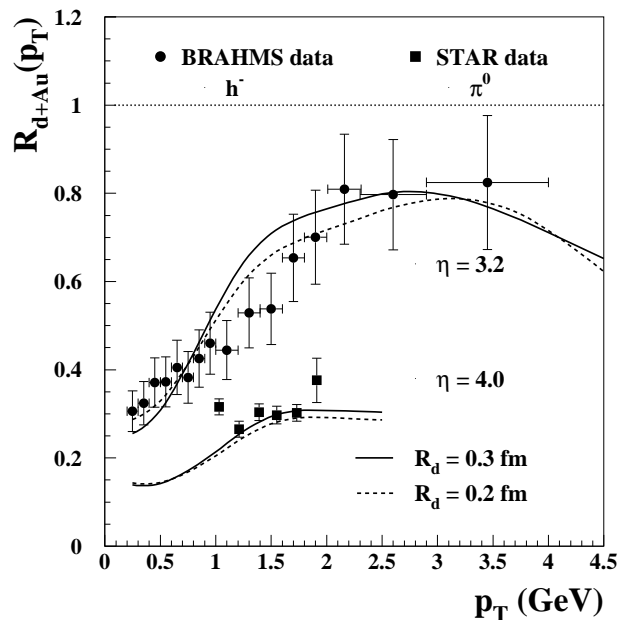 R_{d+Au}(p_T)
1.2
1
0.8
0.6
0.4
0.2
0
BRAHMS data
h^-
STAR data
π^0
η = 3.2
η = 4.0
R_d = 0.3 fm
R_d = 0.2 fm
0 0.5 1 1.5 2 2.5 3 3.5 4 4.5
p_T (GeV)